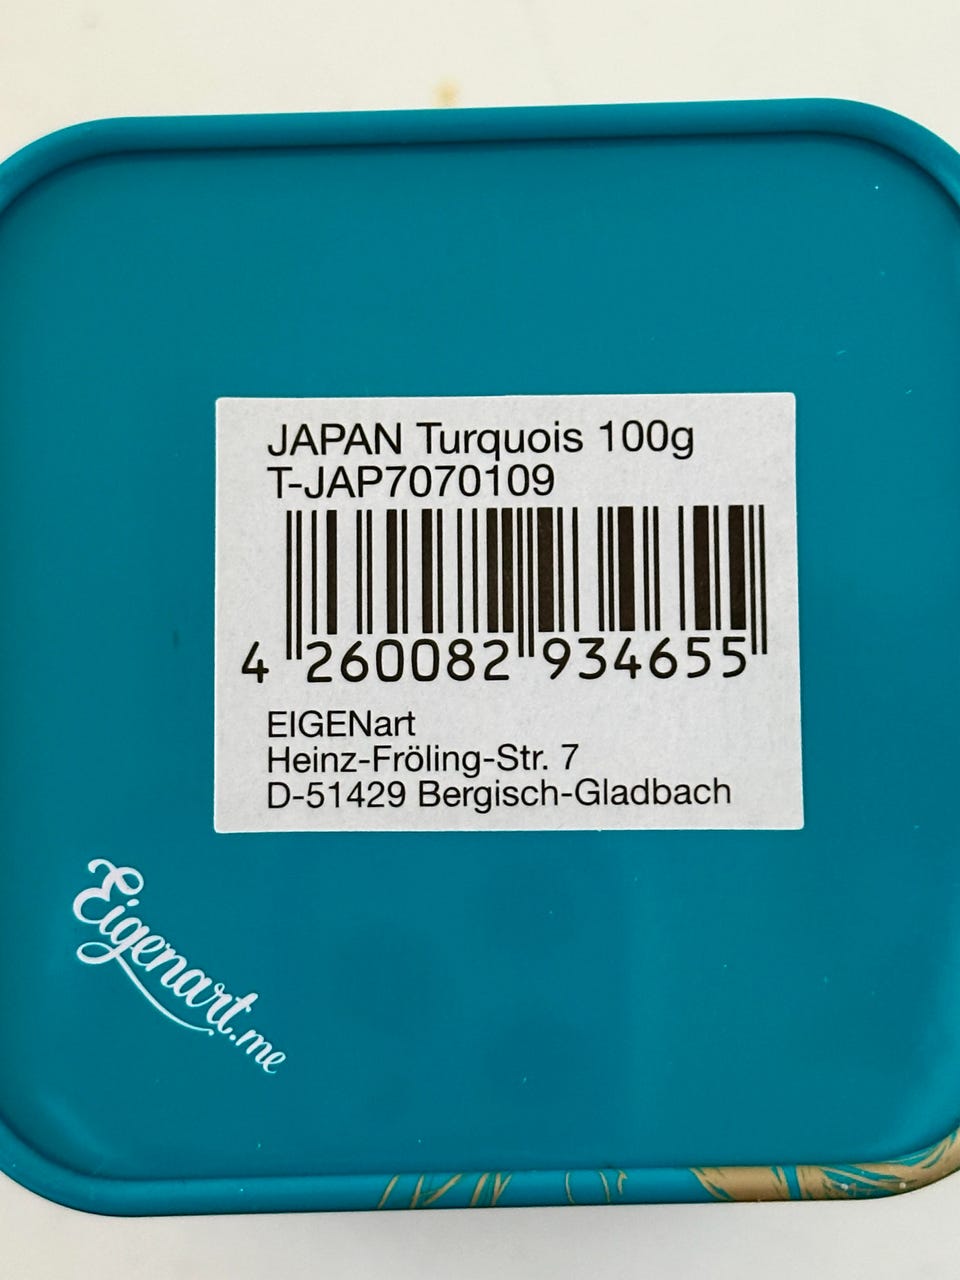 JAPAN Turquois 100g
T-JAP7070109
4 260082 934655
EIGENart
Heinz-Fröling-Str. 7
D-51429 Bergisch-Gladbach
Eigenart.me